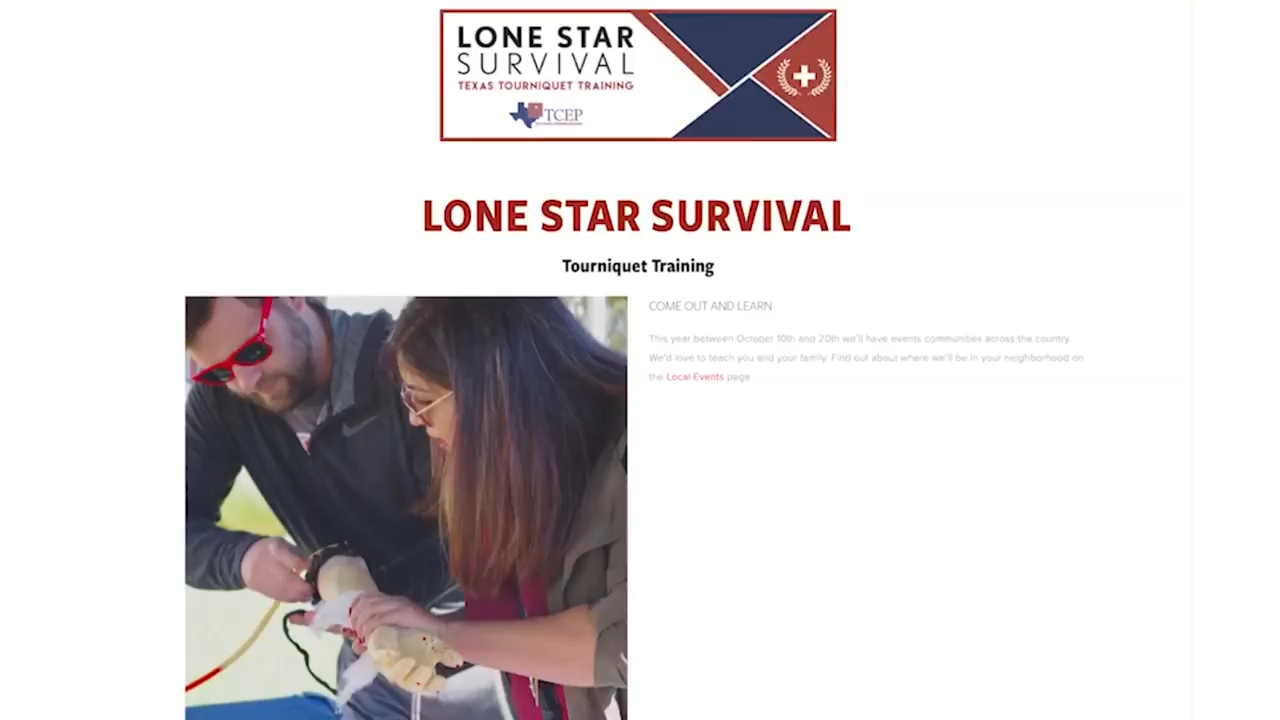 LONE STAR
SURVIVAL
TEXAS TOURNIQUET TRAINING
TCEP
LONE STAR SURVIVAL
Tourniquet Training
COME OUT AND LEARN
This year between October 10th and 20th we'll have events communities across the country.
We'd love to teach you and your family. Find out about where we'll be in your neighborhood on
the Local Events page